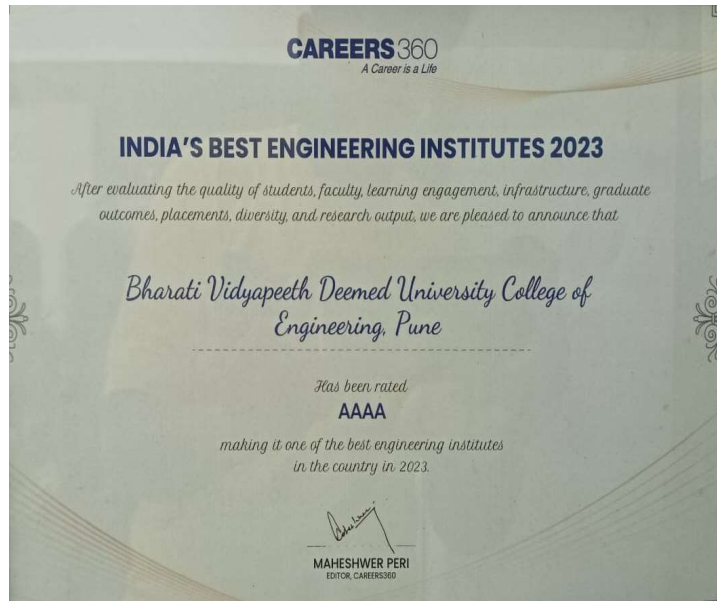 CAREERS360
A Career is a Life
INDIA'S BEST ENGINEERING INSTITUTES 2023
After evaluating the quality of students, faculty, learning engagement, infrastructure, graduate
outcomes, placements, diversity, and research output, we are pleased to announce that
Bharati Vidyapeeth Deemed University College of
Engineering, Pune
Has been rated
AAAA
making it one of the best engineering institutes
in the country in 2023.
MAHESHWER PERI
EDITOR, CAREERS360